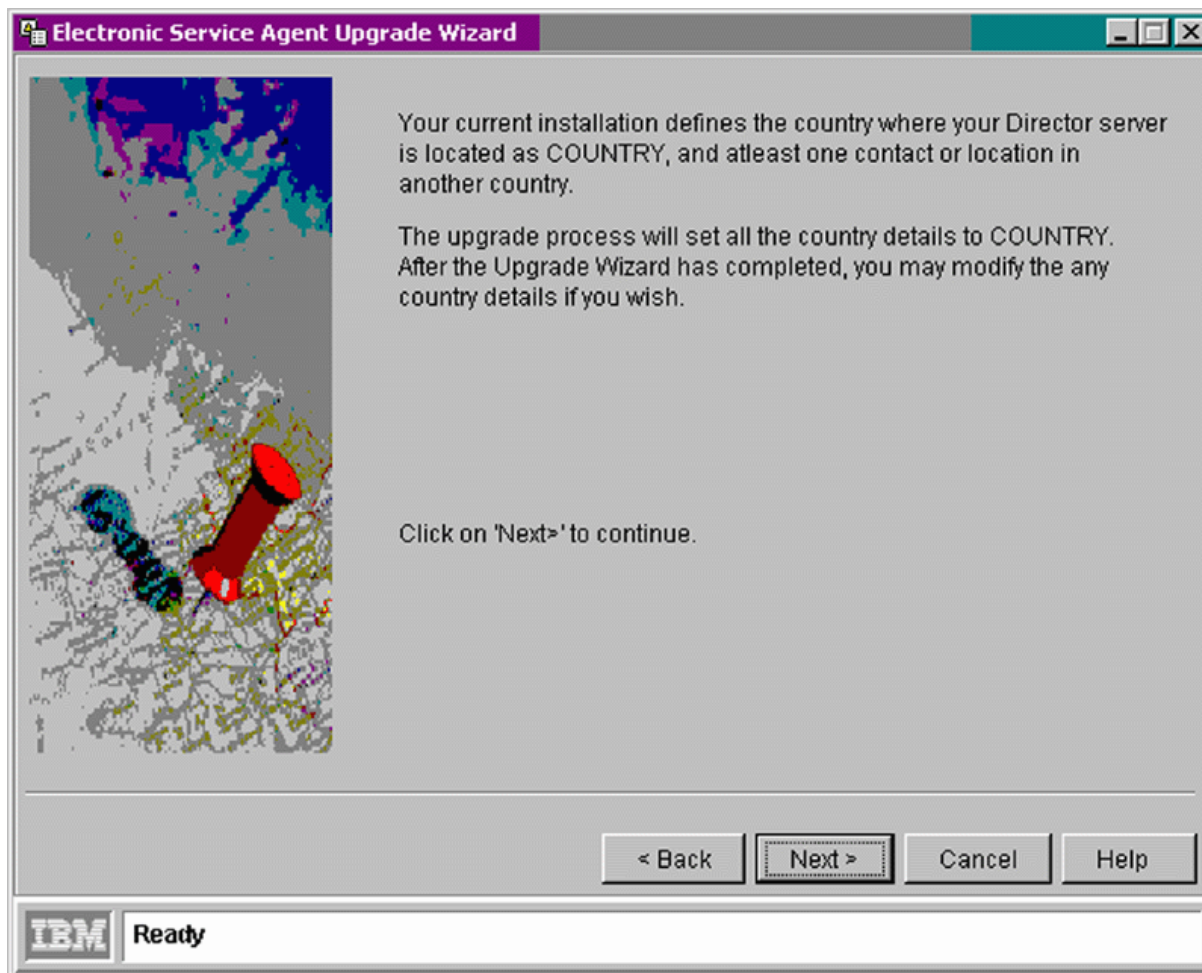 Electronic Service Agent Upgrade Wizard
Your current installation defines the country where your Director server
is located as COUNTRY, and atleast one contact or location in
another country.
The upgrade process will set all the country details to COUNTRY.
After the Upgrade Wizard has completed, you may modify the any
country details if you wish.
Click on 'Next>' to continue.
< Back
Next >
Cancel
Help
IBM
Ready